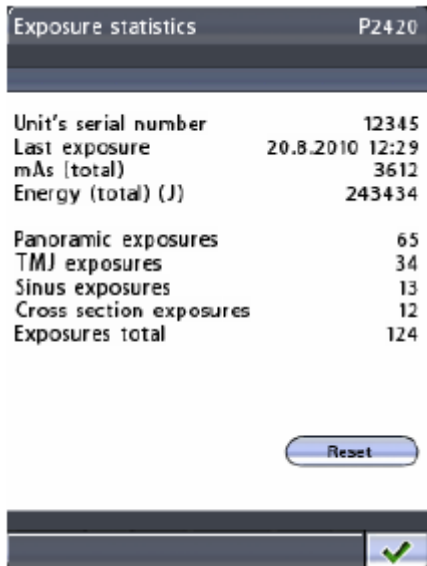 Exposure statistics P2420
Unit's serial number 12345
Last exposure 20.8.2010 12:29
mAs (total) 3612
Energy (total) (J) 243434
Panoramic exposures 65
TMJ exposures 34
Sinus exposures 13
Cross section exposures 12
Exposures total 124
Reset